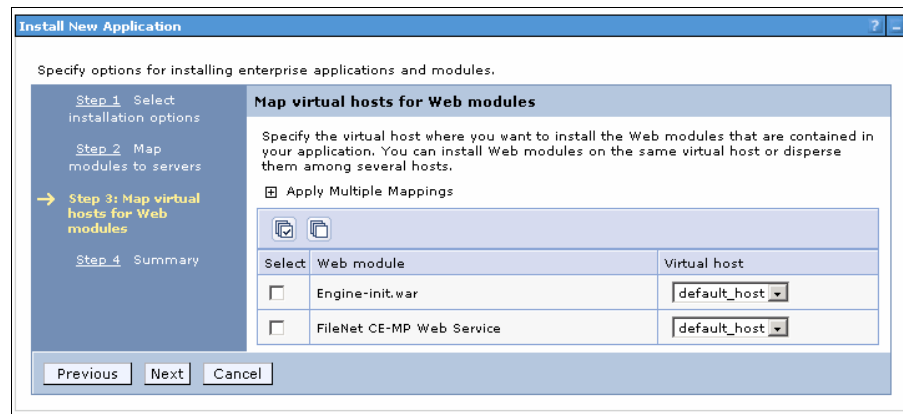 Install New Application
?
Specify options for installing enterprise applications and modules.
Step 1 Select
installation options
Step 2 Map
modules to servers
Step 3: Map virtual
hosts for Web
modules
Step 4 Summary
Map virtual hosts for Web modules
Specify the virtual host where you want to install the Web modules that are contained in
your application. You can install Web modules on the same virtual host or disperse
them among several hosts.
Apply Multiple Mappings
Select Web module Virtual host
Engine-init.war default_host
FileNet CE-MP Web Service default_host
Previous Next Cancel